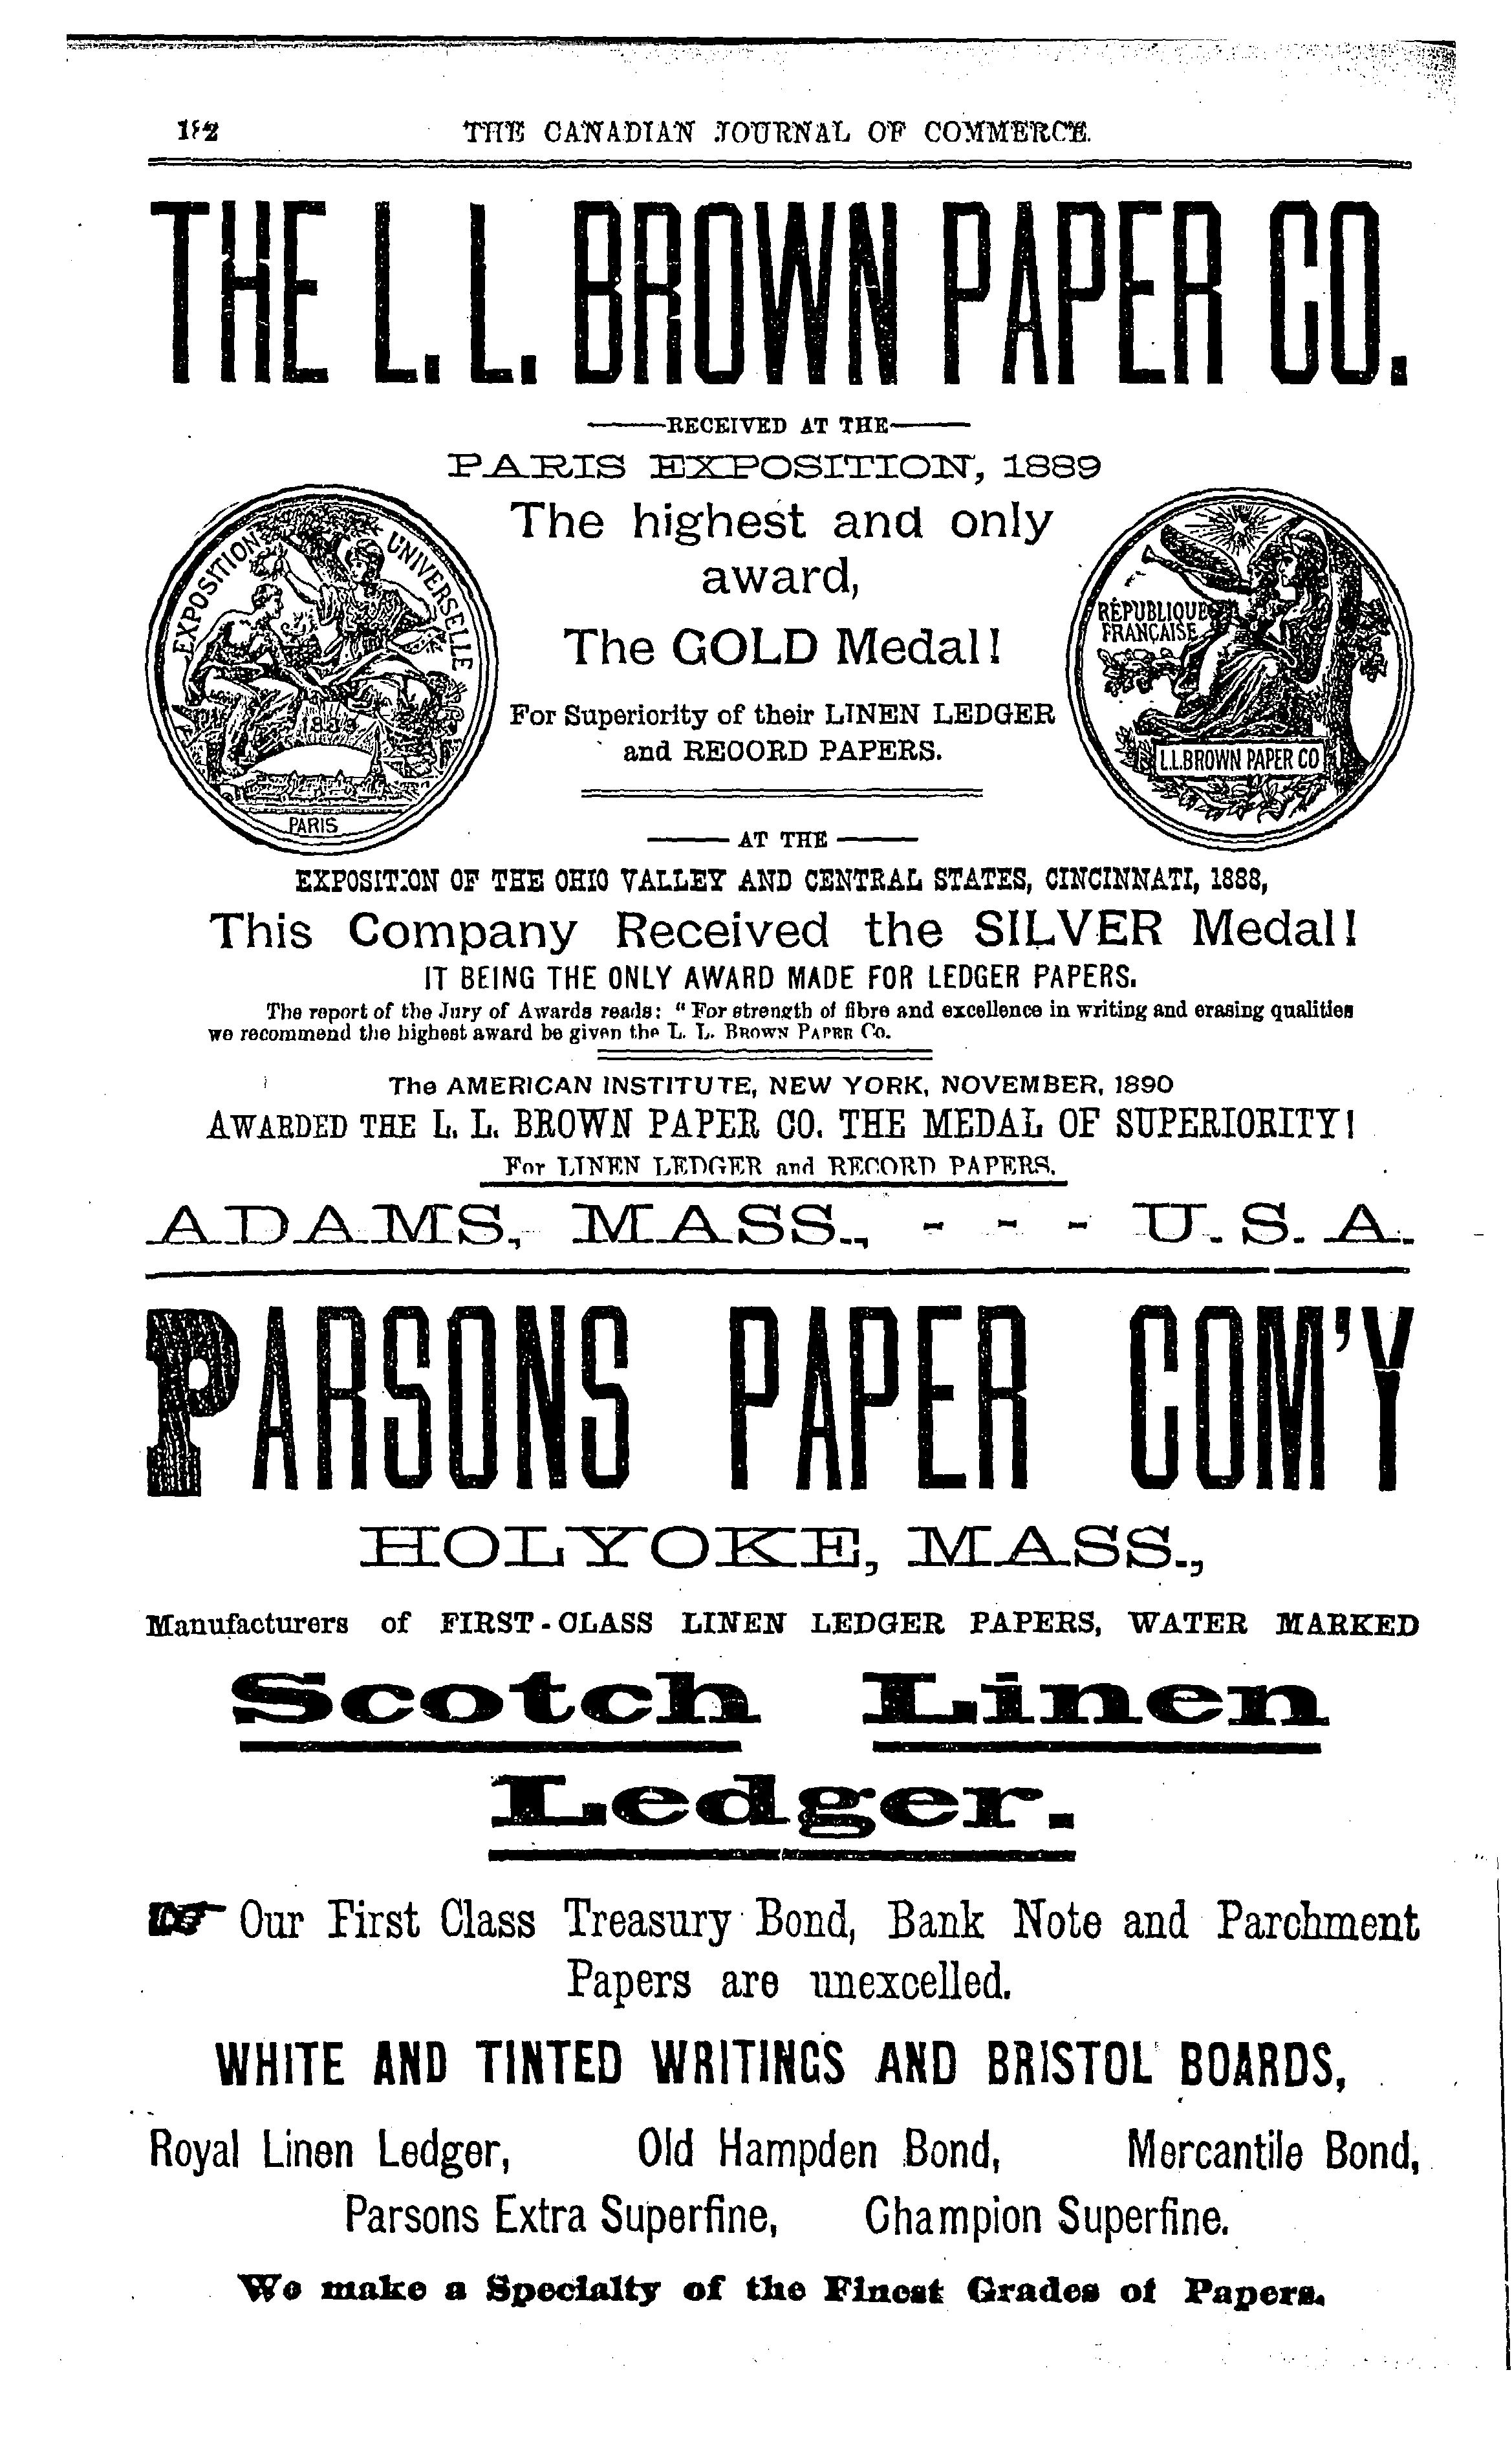 182 THE CANADIAN JOURNAL OF COMMERCE.
THE L. L. BROWN PAPER CO.
RECEIVED AT THE
PARIS EXPOSITION, 1889
The highest and only
award,
The GOLD Medal!
For Superiority of their LINEN LEDGER
and RECORD PAPERS.
EXPOSITION UNIVERSELLE
1889
PARIS
RÉPUBLIQUE
FRANÇAISE
L.L.BROWN PAPER CO
AT THE
EXPOSITION OF THE OHIO VALLEY AND CENTRAL STATES, CINCINNATI, 1888,
This Company Received the SILVER Medal!
IT BEING THE ONLY AWARD MADE FOR LEDGER PAPERS.
The report of the Jury of Awards reads: "For strength of fibre and excellence in writing and erasing qualities
we recommend the highest award be given the L. L. BROWN PAPER CO.
The AMERICAN INSTITUTE, NEW YORK, NOVEMBER, 1890
AWARDED THE L. L. BROWN PAPER CO. THE MEDAL OF SUPERIORITY!
For LINEN LEDGER and RECORD PAPERS.
ADAMS, MASS., - - - U. S. A.
PARSONS PAPER COM'Y
HOLYOKE, MASS.,
Manufacturers of FIRST-CLASS LINEN LEDGER PAPERS, WATER MARKED
Scotch Linen
Ledger.
☞ Our First Class Treasury Bond, Bank Note and Parchment
Papers are unexcelled.
WHITE AND TINTED WRITINGS AND BRISTOL BOARDS,
Royal Linen Ledger, Old Hampden Bond, Mercantile Bond,
Parsons Extra Superfine, Champion Superfine.
We make a Specialty of the Finest Grades of Papers.